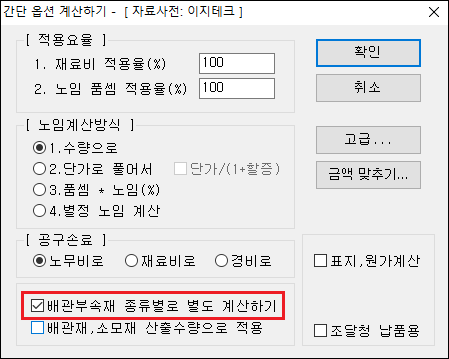 간단 옵션 계산하기 - [ 자료사전: 이지테크 ]
[ 적용요율 ]
1. 재료비 적용율(%) 100
2. 노임 품셈 적용율(%) 100
확인
취소
[ 노임계산방식 ]
1.수량으로
2.단가로 풀어서 단가/(1+할증)
3.품셈 * 노임(%)
4.별정 노임 계산
고급...
금액 맞추기...
[ 공구손료 ]
노무비로 재료비로 경비로
표지,원가계산
배관부속재 종류별로 별도 계산하기
배관재,소모재 산출수량으로 적용
조달청 납품용